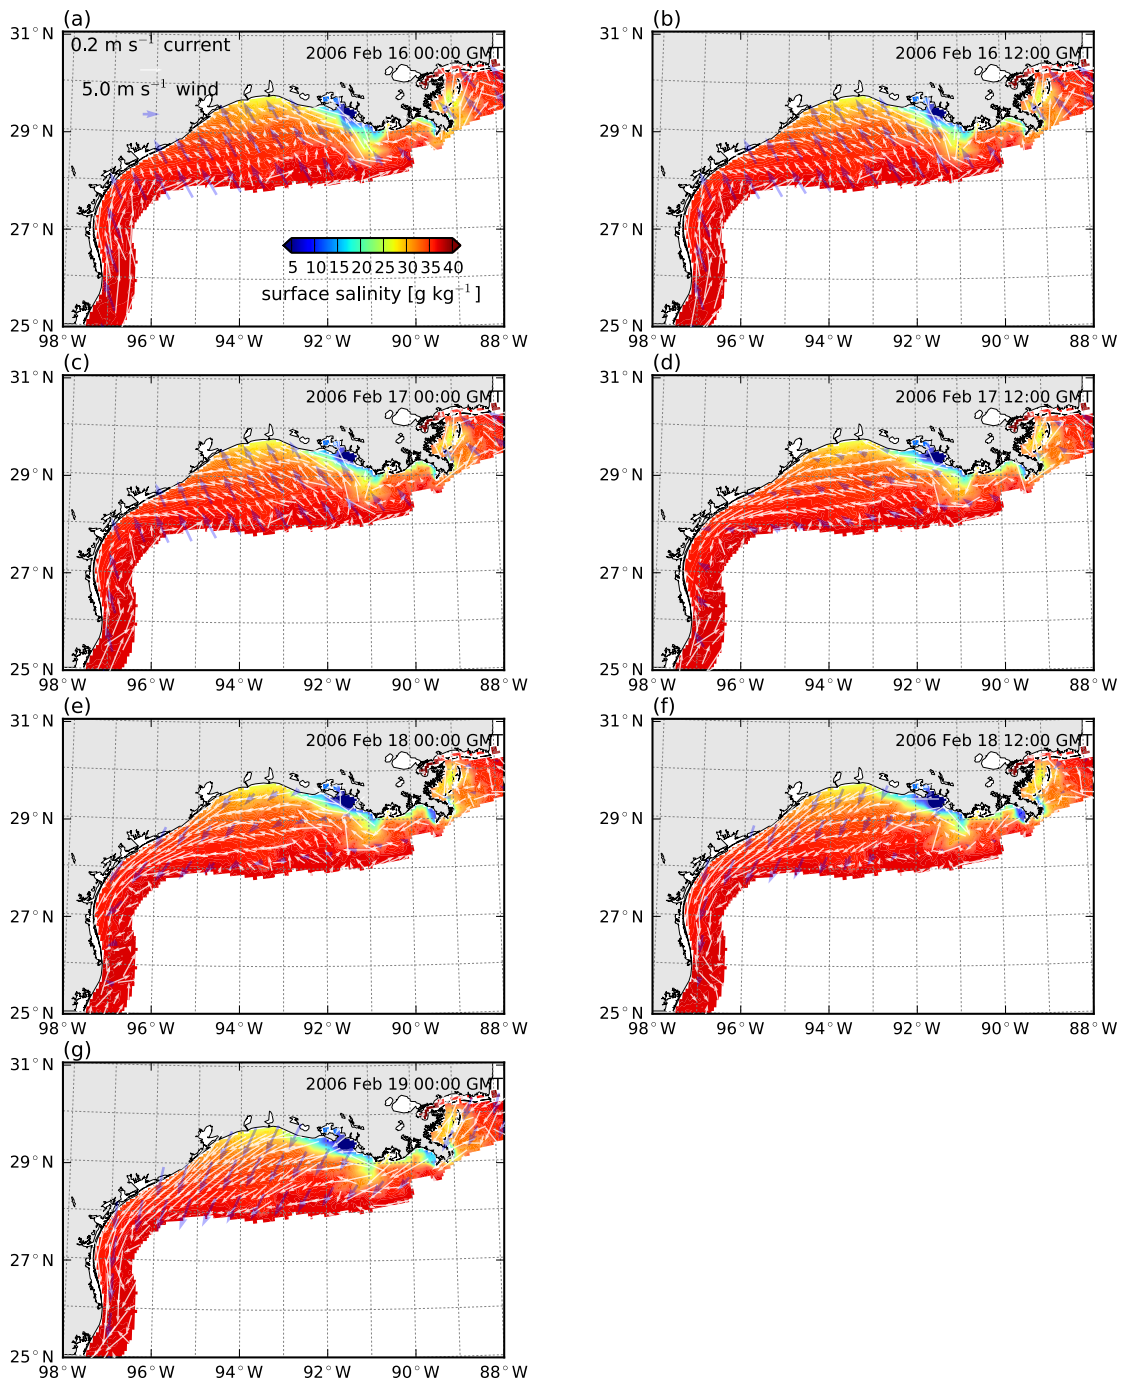 (a)
0.2 m s⁻¹ current
2006 Feb 16 00:00 GMT
5.0 m s⁻¹ wind
31°N
29°N
27°N
25°N
5 10 15 20 25 30 35 40
surface salinity [g kg⁻¹]
98°W 96°W 94°W 92°W 90°W 88°W
(b)
2006 Feb 16 12:00 GMT
31°N
29°N
27°N
25°N
98°W 96°W 94°W 92°W 90°W 88°W
(c)
2006 Feb 17 00:00 GMT
31°N
29°N
27°N
25°N
98°W 96°W 94°W 92°W 90°W 88°W
(d)
2006 Feb 17 12:00 GMT
31°N
29°N
27°N
25°N
98°W 96°W 94°W 92°W 90°W 88°W
(e)
2006 Feb 18 00:00 GMT
31°N
29°N
27°N
25°N
98°W 96°W 94°W 92°W 90°W 88°W
(f)
2006 Feb 18 12:00 GMT
31°N
29°N
27°N
25°N
98°W 96°W 94°W 92°W 90°W 88°W
(g)
2006 Feb 19 00:00 GMT
31°N
29°N
27°N
25°N
98°W 96°W 94°W 92°W 90°W 88°W